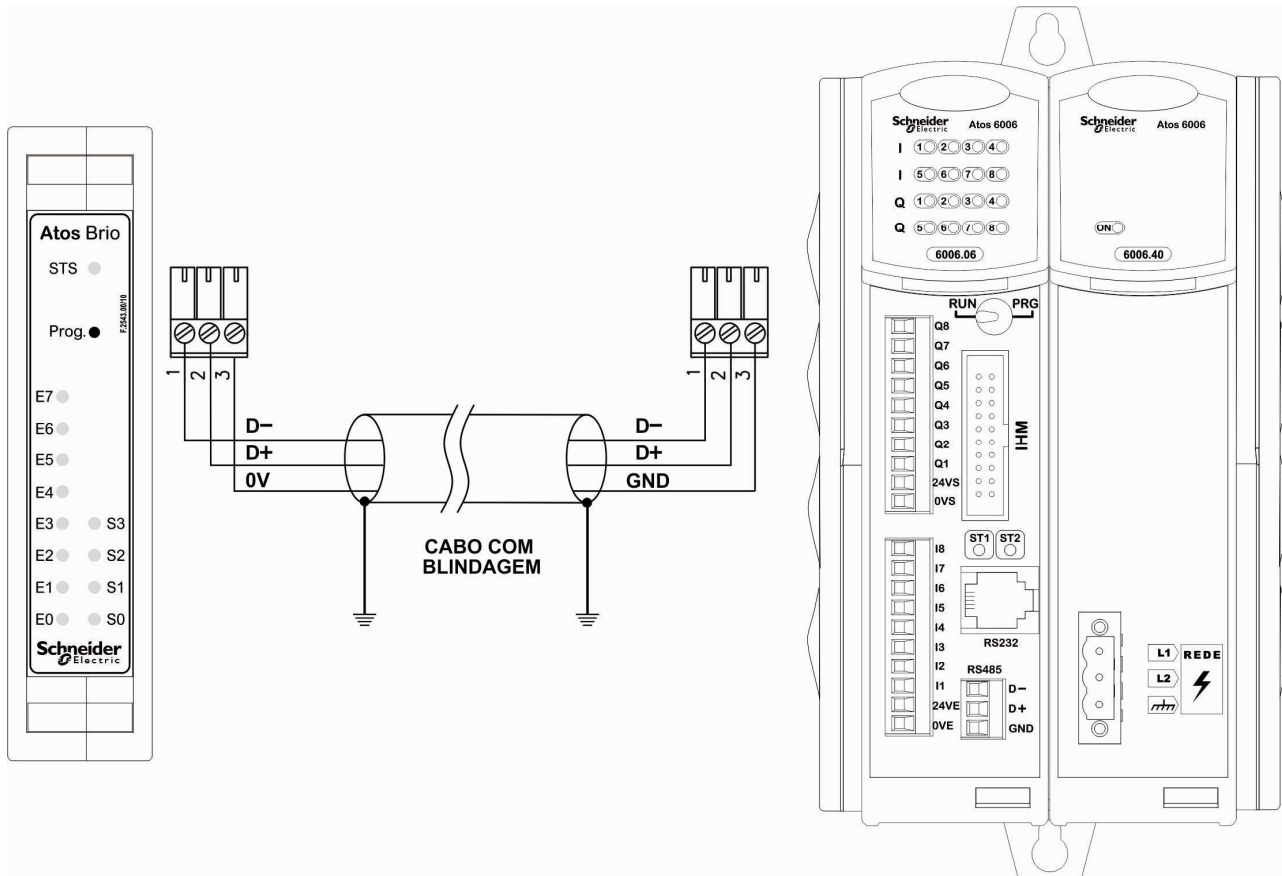 Atos Brio
STS
Prog.
F.2543.00/10
E7
E6
E5
E4
E3 S3
E2 S2
E1 S1
E0 S0
Schneider
Electric
1 2 3
D−
D+
0V
CABO COM
BLINDAGEM
1 2 3
D−
D+
GND
Schneider
Electric
Atos 6006
I 1 2 3 4
I 5 6 7 8
Q 1 2 3 4
Q 5 6 7 8
6006.06
RUN PRG
Q8
Q7
Q6
Q5
Q4
Q3
Q2
Q1
24VS
0VS
IHM
ST1 ST2
I8
I7
I6
I5
I4
I3
I2
I1
24VE
0VE
RS232
RS485
D−
D+
GND
Schneider
Electric
Atos 6006
ON
6006.40
L1
L2
REDE